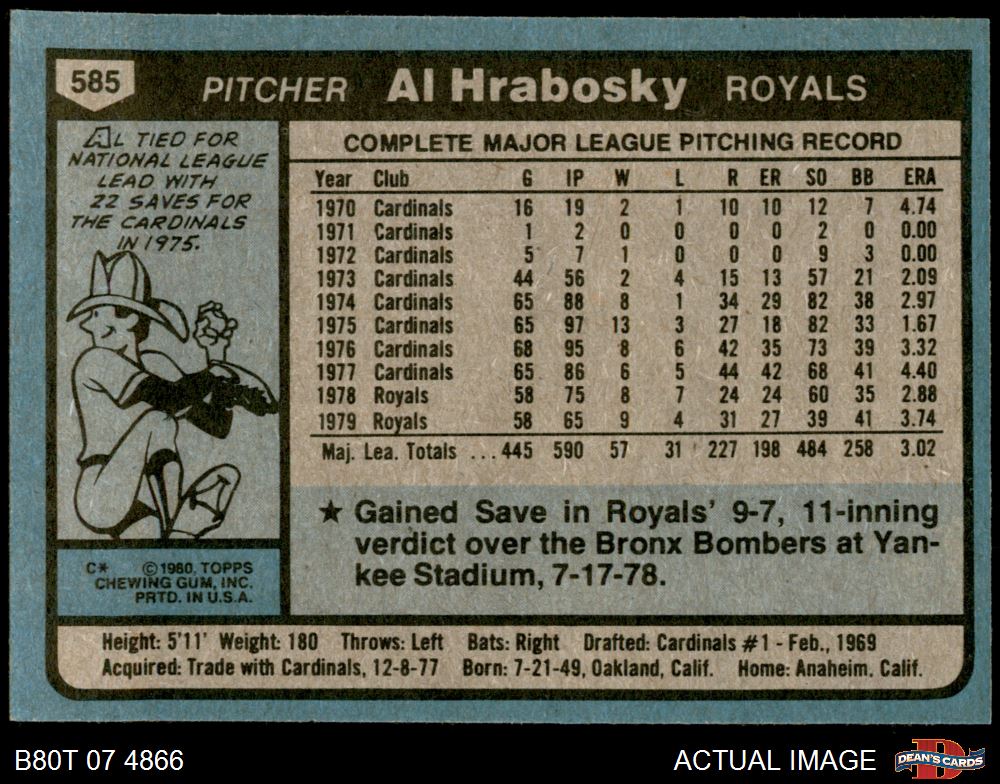 585 PITCHER Al Hrabosky ROYALS
AL TIED FOR
NATIONAL LEAGUE
LEAD WITH
22 SAVES FOR
THE CARDINALS
IN 1975.
COMPLETE MAJOR LEAGUE PITCHING RECORD
Year Club G IP W L R ER SO BB ERA
1970 Cardinals 16 19 2 1 10 10 12 7 4.74
1971 Cardinals 1 2 0 0 0 0 2 0 0.00
1972 Cardinals 5 7 1 0 0 0 9 3 0.00
1973 Cardinals 44 56 2 4 15 13 57 21 2.09
1974 Cardinals 65 88 8 1 34 29 82 38 2.97
1975 Cardinals 65 97 13 3 27 18 82 33 1.67
1976 Cardinals 68 95 8 6 42 35 73 39 3.32
1977 Cardinals 65 86 6 5 44 42 68 41 4.40
1978 Royals 58 75 8 7 24 24 60 35 2.88
1979 Royals 58 65 9 4 31 27 39 41 3.74
Maj. Lea. Totals ... 445 590 57 31 227 198 484 258 3.02
★ Gained Save in Royals' 9-7, 11-inning
verdict over the Bronx Bombers at Yan-
kee Stadium, 7-17-78.
C* ©1980, TOPPS
CHEWING GUM, INC.
PRTD. IN U.S.A.
Height: 5'11' Weight: 180 Throws: Left Bats: Right Drafted: Cardinals #1 - Feb., 1969
Acquired: Trade with Cardinals, 12-8-77 Born: 7-21-49, Oakland, Calif. Home: Anaheim. Calif.
B80T 07 4866 ACTUAL IMAGE DEAN'S CARDS